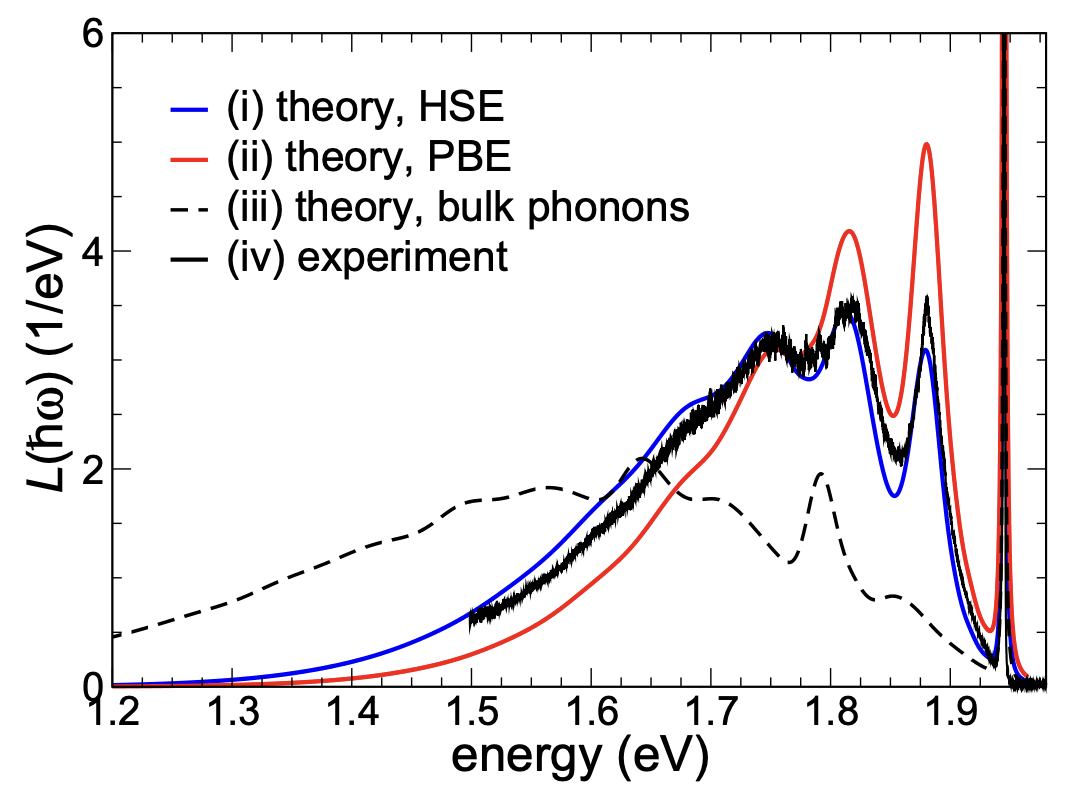 6
4
2
0
L(ħω) (1/eV)
(i) theory, HSE
(ii) theory, PBE
(iii) theory, bulk phonons
(iv) experiment
1.2 1.3 1.4 1.5 1.6 1.7 1.8 1.9
energy (eV)